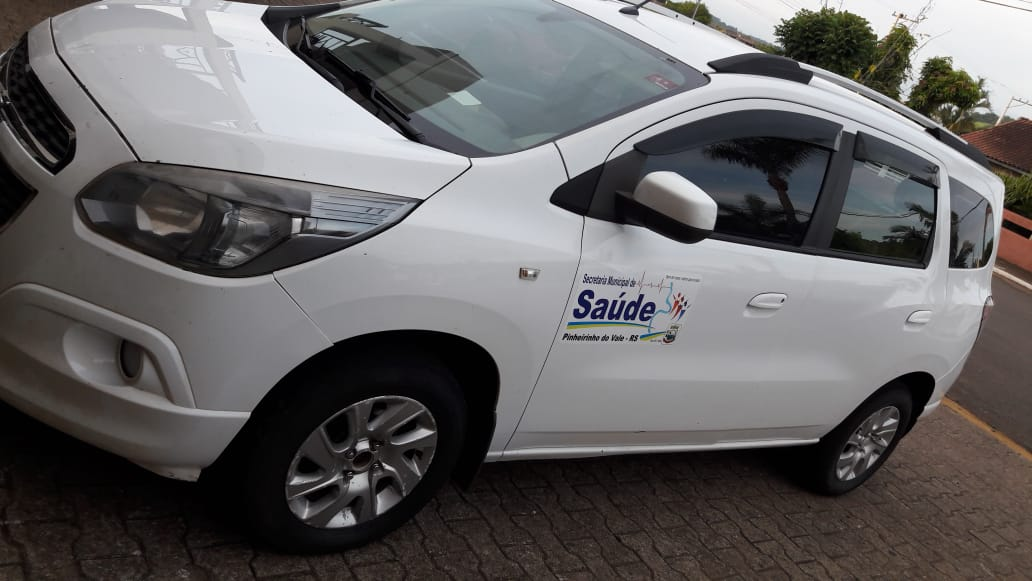 Secretaria Municipal de
Saúde
Pinheirinho do Vale - RS